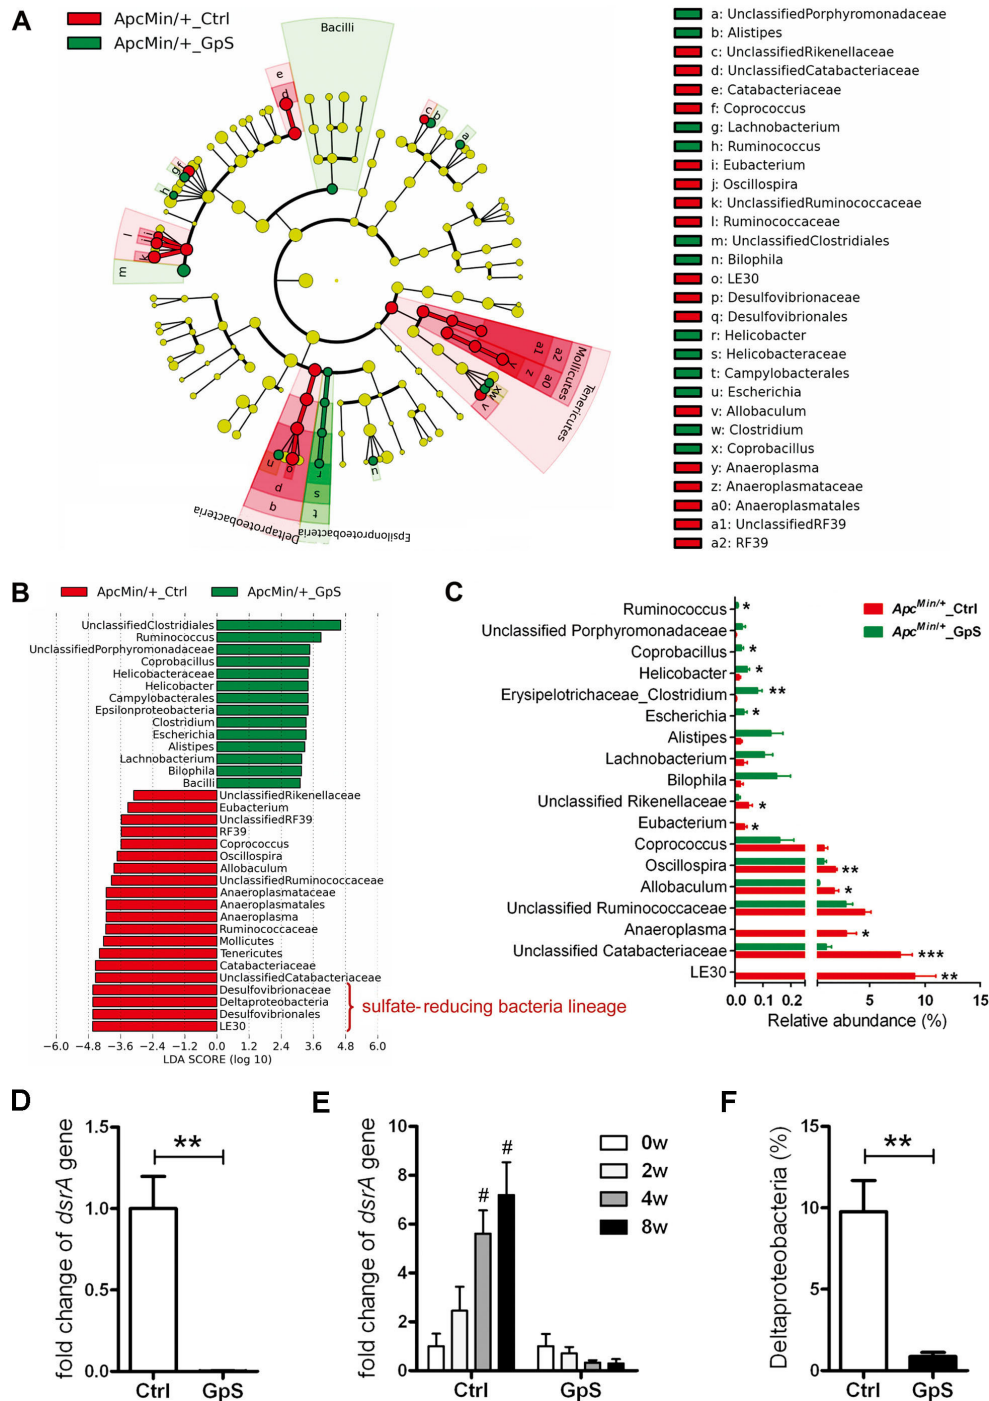 A
ApcMin/+_Ctrl
ApcMin/+_GpS
Bacilli
e
d
c
b
a
g
f
h
l
j
i
k
m
a1
a2
Mollicutes
Tenericutes
y
z
a0
x
w
v
n
o
p
q
Deltaproteobacteria
r
s
t
Epsilonproteobacteria
u
a: UnclassifiedPorphyromonadaceae
b: Alistipes
c: UnclassifiedRikenellaceae
d: UnclassifiedCatabacteriaceae
e: Catabacteriaceae
f: Coprococcus
g: Lachnobacterium
h: Ruminococcus
i: Eubacterium
j: Oscillospira
k: UnclassifiedRuminococcaceae
l: Ruminococcaceae
m: UnclassifiedClostridiales
n: Bilophila
o: LE30
p: Desulfovibrionaceae
q: Desulfovibrionales
r: Helicobacter
s: Helicobacteraceae
t: Campylobacterales
u: Escherichia
v: Allobaculum
w: Clostridium
x: Coprobacillus
y: Anaeroplasma
z: Anaeroplasmataceae
a0: Anaeroplasmatales
a1: UnclassifiedRF39
a2: RF39
B
ApcMin/+_Ctrl
ApcMin/+_GpS
UnclassifiedClostridiales
Ruminococcus
UnclassifiedPorphyromonadaceae
Coprobacillus
Helicobacteraceae
Helicobacter
Campylobacterales
Epsilonproteobacteria
Clostridium
Escherichia
Alistipes
Lachnobacterium
Bilophila
Bacilli
UnclassifiedRikenellaceae
Eubacterium
UnclassifiedRF39
RF39
Coprococcus
Oscillospira
Allobaculum
UnclassifiedRuminococcaceae
Anaeroplasmataceae
Anaeroplasmatales
Anaeroplasma
Ruminococcaceae
Mollicutes
Tenericutes
Catabacteriaceae
UnclassifiedCatabacteriaceae
Desulfovibrionaceae
Deltaproteobacteria
Desulfovibrionales
LE30
sulfate-reducing bacteria lineage
−6.0 −4.8 −3.6 −2.4 −1.2 0.0 1.2 2.4 3.6 4.8 6.0
LDA SCORE (log 10)
C
Apc^Min/+_Ctrl
Apc^Min/+_GpS
Ruminococcus *
Unclassified Porphyromonadaceae
Coprobacillus *
Helicobacter *
Erysipelotrichaceae_Clostridium **
Escherichia *
Alistipes
Lachnobacterium
Bilophila
Unclassified Rikenellaceae *
Eubacterium *
Coprococcus
Oscillospira **
Allobaculum *
Unclassified Ruminococcaceae
Anaeroplasma *
Unclassified Catabacteriaceae ***
LE30 **
0.0 0.1 0.2 5 10 15
Relative abundance (%)
D
fold change of dsrA gene
1.5
1.0
0.5
0.0
**
Ctrl GpS
E
fold change of dsrA gene
10
8
6
4
2
0
# #
0w
2w
4w
8w
Ctrl GpS
F
Deltaproteobacteria (%)
15
10
5
0
**
Ctrl GpS